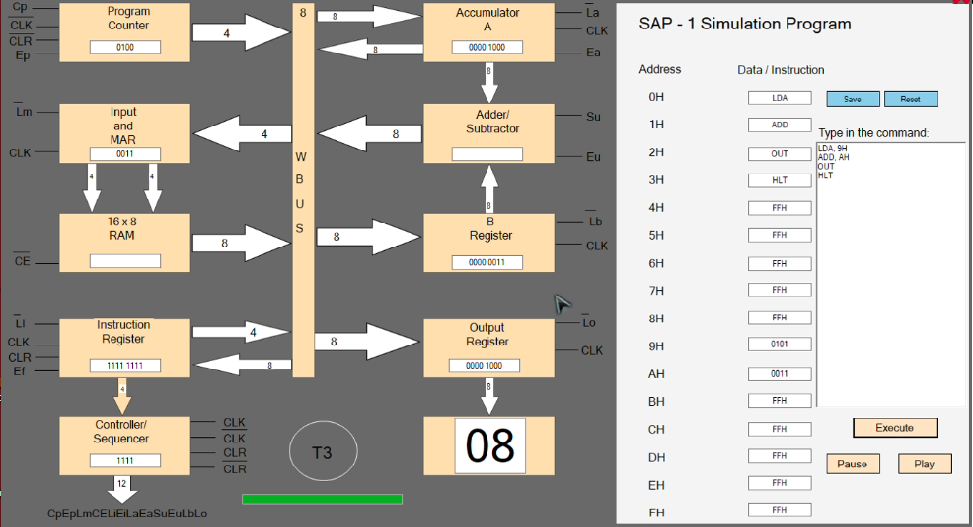 Cp
CLK
CLR
Ep
Program
Counter
0100
4
8
8
8
Accumulator
A
0000 1000
La
CLK
Ea
8
Lm
CLK
Input
and
MAR
0011
4
8
Adder/
Subtractor
Su
Eu
4
4
W
B
U
S
8
16 x 8
RAM
CE
8
8
B
Register
0000 0011
Lb
CLK
LI
CLK
CLR
Ef
Instruction
Register
1111 1111
4
8
8
Output
Register
0000 1000
Lo
CLK
4
8
Controller/
Sequencer
1111
CLK
CLK
CLR
CLR
T3
08
12
CpEpLmCELiEiLaEaSuEuLbLo
SAP - 1 Simulation Program
Address
Data / Instruction
0H
LDA
Save
Reset
1H
ADD
Type in the command:
2H
OUT
3H
HLT
LDA, 9H
ADD, AH
OUT
HLT
4H
FFH
5H
FFH
6H
FFH
7H
FFH
8H
FFH
9H
0101
AH
0011
BH
FFH
CH
FFH
Execute
DH
FFH
Pause
Play
EH
FFH
FH
FFH